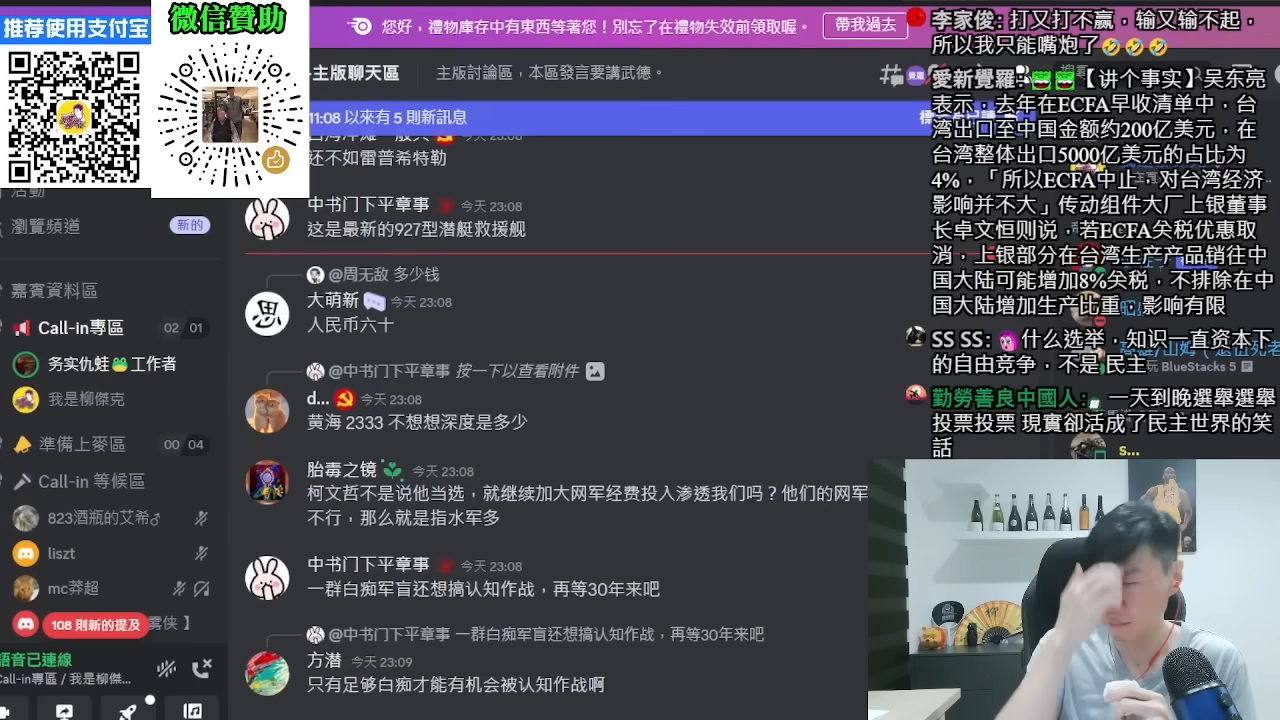 推荐使用支付宝
微信贊助
您好，禮物庫存中有東西等著您！別忘了在禮物失效前領取喔。
帶我過去
主版聊天區
主版討論區，本區發言要講武德。
11:08 以來有 5 則新訊息
还不如雷普希特勒
中书门下平章事 今天 23:08
这是最新的927型潜艇救援舰
@周无敌 多少钱
大萌新 今天 23:08
人民币六十
@中书门下平章事 按一下以查看附件
d... 今天 23:08
黄海 2333 不想想深度是多少
胎毒之镜 今天 23:08
柯文哲不是说他当选，就继续加大网军经费投入渗透我们吗？他们的网军
不行，那么就是指水军多
中书门下平章事 今天 23:08
一群白痴军盲还想搞认知作战，再等30年来吧
@中书门下平章事 一群白痴军盲还想搞认知作战，再等30年来吧
方潜 今天 23:09
只有足够白痴才能有机会被认知作战啊
活動
瀏覽頻道
新的
嘉賓資料區
Call-in專區 02 01
务实仇蛙🐸工作者
我是柳傑克
準備上麥區 00 04
Call-in 等候區
823酒瓶的艾希♂
liszt
mc莽超
108 則新的提及
雾侠 】
語音已連線
Call-in專區 / 我是柳傑...
李家俊: 打又打不赢，输又输不起，
所以我只能嘴炮了🤣🤣🤣
愛新覺羅: 【讲个事实】吴东亮
表示，去年在ECFA早收清单中，台
湾出口至中国金额约200亿美元，在
台湾整体出口5000亿美元的占比为
4%，「所以ECFA中止，对台湾经济
影响并不大」传动组件大厂上银董事
长卓文恒则说，若ECFA关税优惠取
消，上银部分在台湾生产产品销往中
国大陆可能增加8%关税，不排除在中
国大陆增加生产比重，影响有限
SS SS: 什么选举，知识一直资本下
的自由竞争，不是 民主
玩 BlueStacks 5
勤勞善良中國人: 一天到晚選舉選舉
投票投票 現實卻活成了民主世界的笑
話
s...